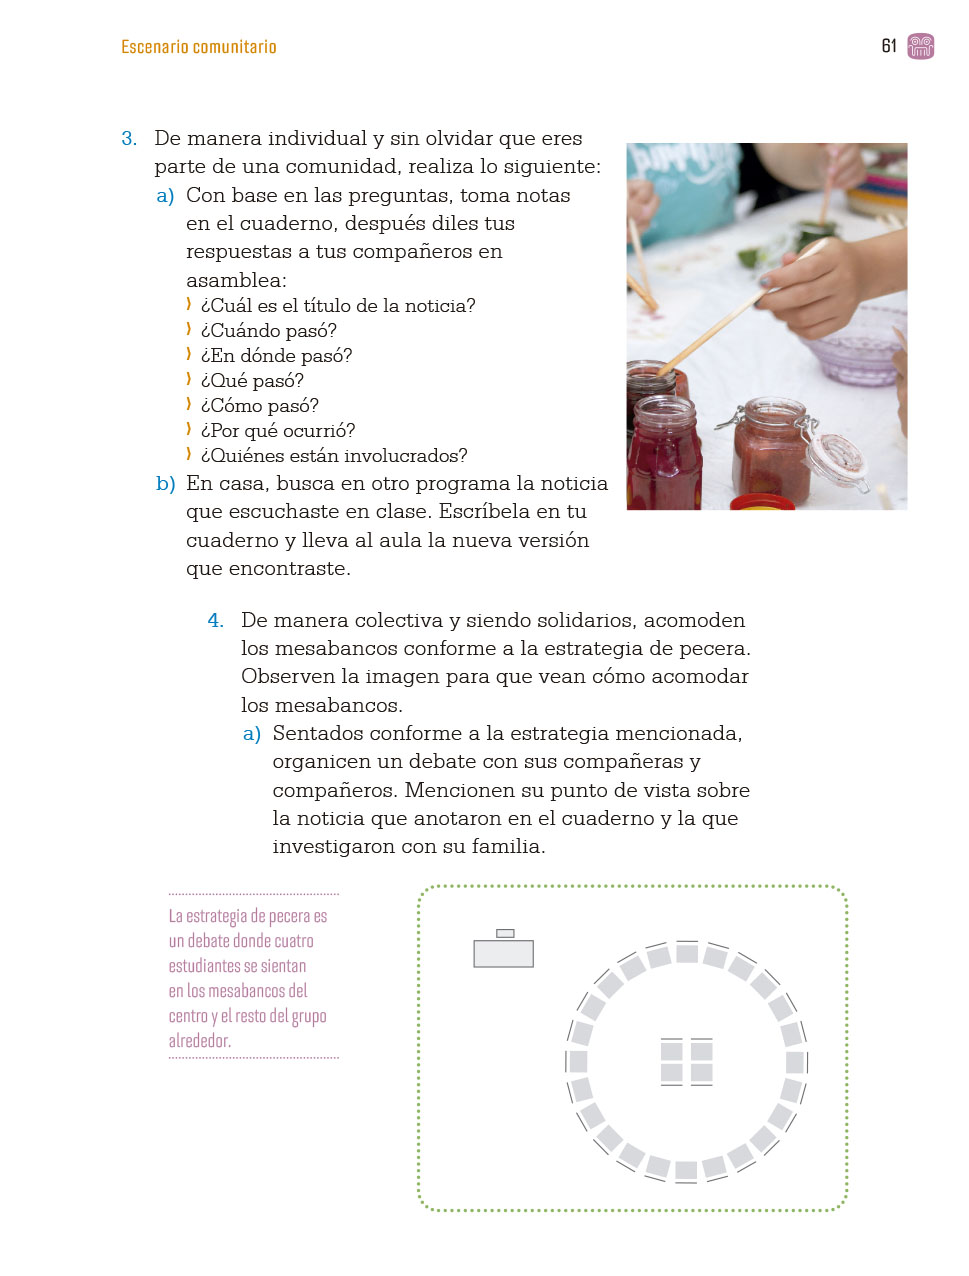 Escenario comunitario
61
3. De manera individual y sin olvidar que eres
parte de una comunidad, realiza lo siguiente:
a) Con base en las preguntas, toma notas
en el cuaderno, después diles tus
respuestas a tus compañeros en
asamblea:
⟩ ¿Cuál es el título de la noticia?
⟩ ¿Cuándo pasó?
⟩ ¿En dónde pasó?
⟩ ¿Qué pasó?
⟩ ¿Cómo pasó?
⟩ ¿Por qué ocurrió?
⟩ ¿Quiénes están involucrados?
b) En casa, busca en otro programa la noticia
que escuchaste en clase. Escríbela en tu
cuaderno y lleva al aula la nueva versión
que encontraste.
4. De manera colectiva y siendo solidarios, acomoden
los mesabancos conforme a la estrategia de pecera.
Observen la imagen para que vean cómo acomodar
los mesabancos.
a) Sentados conforme a la estrategia mencionada,
organicen un debate con sus compañeras y
compañeros. Mencionen su punto de vista sobre
la noticia que anotaron en el cuaderno y la que
investigaron con su familia.
La estrategia de pecera es
un debate donde cuatro
estudiantes se sientan
en los mesabancos del
centro y el resto del grupo
alrededor.